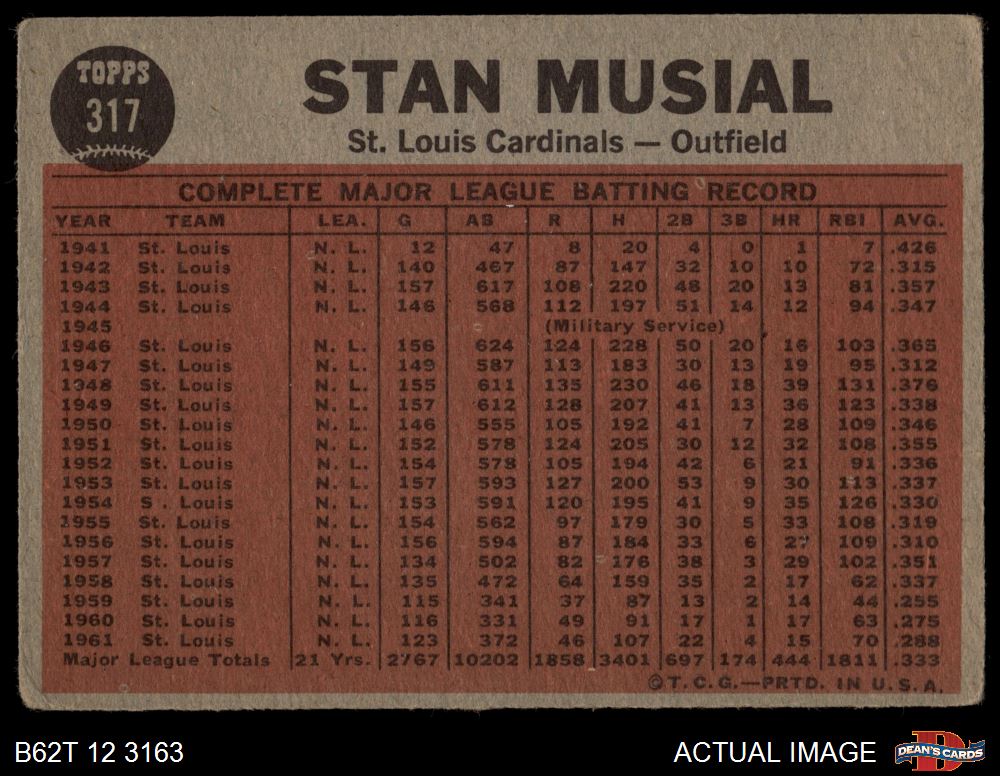 TOPPS
317
STAN MUSIAL
St. Louis Cardinals — Outfield
COMPLETE MAJOR LEAGUE BATTING RECORD
YEAR TEAM LEA. G AB R H 2B 3B HR RBI AVG.
1941 St. Louis N. L. 12 47 8 20 4 0 1 7 .426
1942 St. Louis N. L. 140 467 87 147 32 10 10 72 .315
1943 St. Louis N. L. 157 617 108 220 48 20 13 81 .357
1944 St. Louis N. L. 146 568 112 197 51 14 12 94 .347
1945 (Military Service)
1946 St. Louis N. L. 156 624 124 228 50 20 16 103 .365
1947 St. Louis N. L. 149 587 113 183 30 13 19 95 .312
1948 St. Louis N. L. 155 611 135 230 46 18 39 131 .376
1949 St. Louis N. L. 157 612 128 207 41 13 36 123 .338
1950 St. Louis N. L. 146 555 105 192 41 7 28 109 .346
1951 St. Louis N. L. 152 578 124 205 30 12 32 108 .355
1952 St. Louis N. L. 154 578 105 194 42 6 21 91 .336
1953 St. Louis N. L. 157 593 127 200 53 9 30 113 .337
1954 S . Louis N. L. 153 591 120 195 41 9 35 126 .330
1955 St. Louis N. L. 154 562 97 179 30 5 33 108 .319
1956 St. Louis N. L. 156 594 87 184 33 6 27 109 .310
1957 St. Louis N. L. 134 502 82 176 38 3 29 102 .351
1958 St. Louis N. L. 135 472 64 159 35 2 17 62 .337
1959 St. Louis N. L. 115 341 37 87 13 2 14 44 .255
1960 St. Louis N. L. 116 331 49 91 17 1 17 63 .275
1961 St. Louis N. L. 123 372 46 107 22 4 15 70 .288
Major League Totals 21 Yrs. 2767 10202 1858 3401 697 174 444 1811 .333
©T.C.G.—PRTD. IN U.S.A.
B62T 12 3163
ACTUAL IMAGE
DEAN'S CARDS